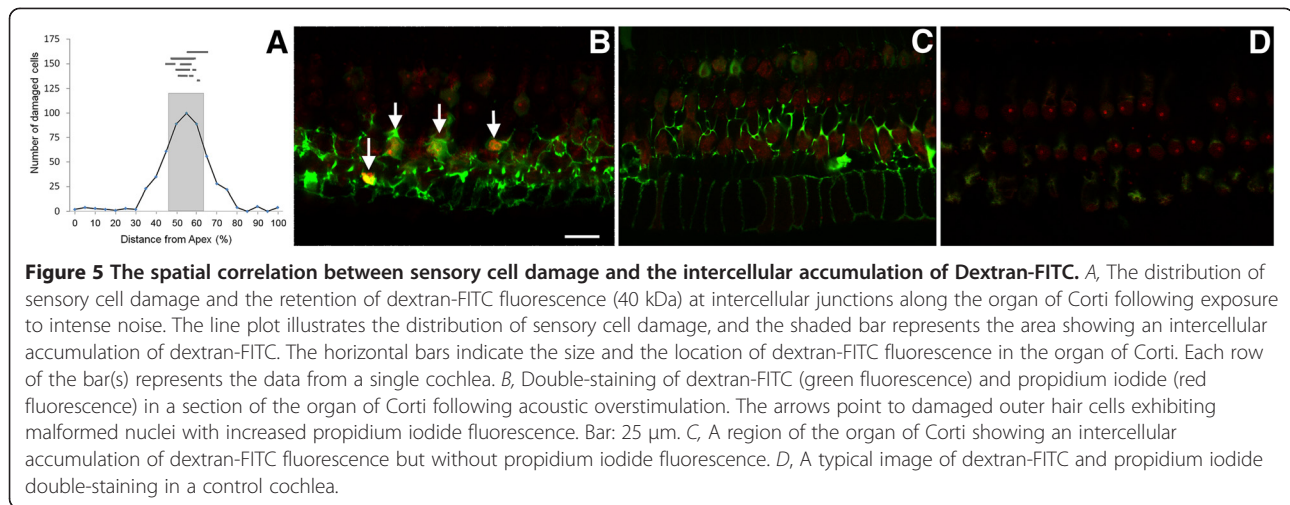 A
B
C
D
175
150
125
100
75
50
25
0
Number of damaged cells
0 10 20 30 40 50 60 70 80 90 100
Distance from Apex (%)
Figure 5 The spatial correlation between sensory cell damage and the intercellular accumulation of Dextran-FITC. A, The distribution of
sensory cell damage and the retention of dextran-FITC fluorescence (40 kDa) at intercellular junctions along the organ of Corti following exposure
to intense noise. The line plot illustrates the distribution of sensory cell damage, and the shaded bar represents the area showing an intercellular
accumulation of dextran-FITC. The horizontal bars indicate the size and the location of dextran-FITC fluorescence in the organ of Corti. Each row
of the bar(s) represents the data from a single cochlea. B, Double-staining of dextran-FITC (green fluorescence) and propidium iodide (red
fluorescence) in a section of the organ of Corti following acoustic overstimulation. The arrows point to damaged outer hair cells exhibiting
malformed nuclei with increased propidium iodide fluorescence. Bar: 25 μm. C, A region of the organ of Corti showing an intercellular
accumulation of dextran-FITC fluorescence but without propidium iodide fluorescence. D, A typical image of dextran-FITC and propidium iodide
double-staining in a control cochlea.